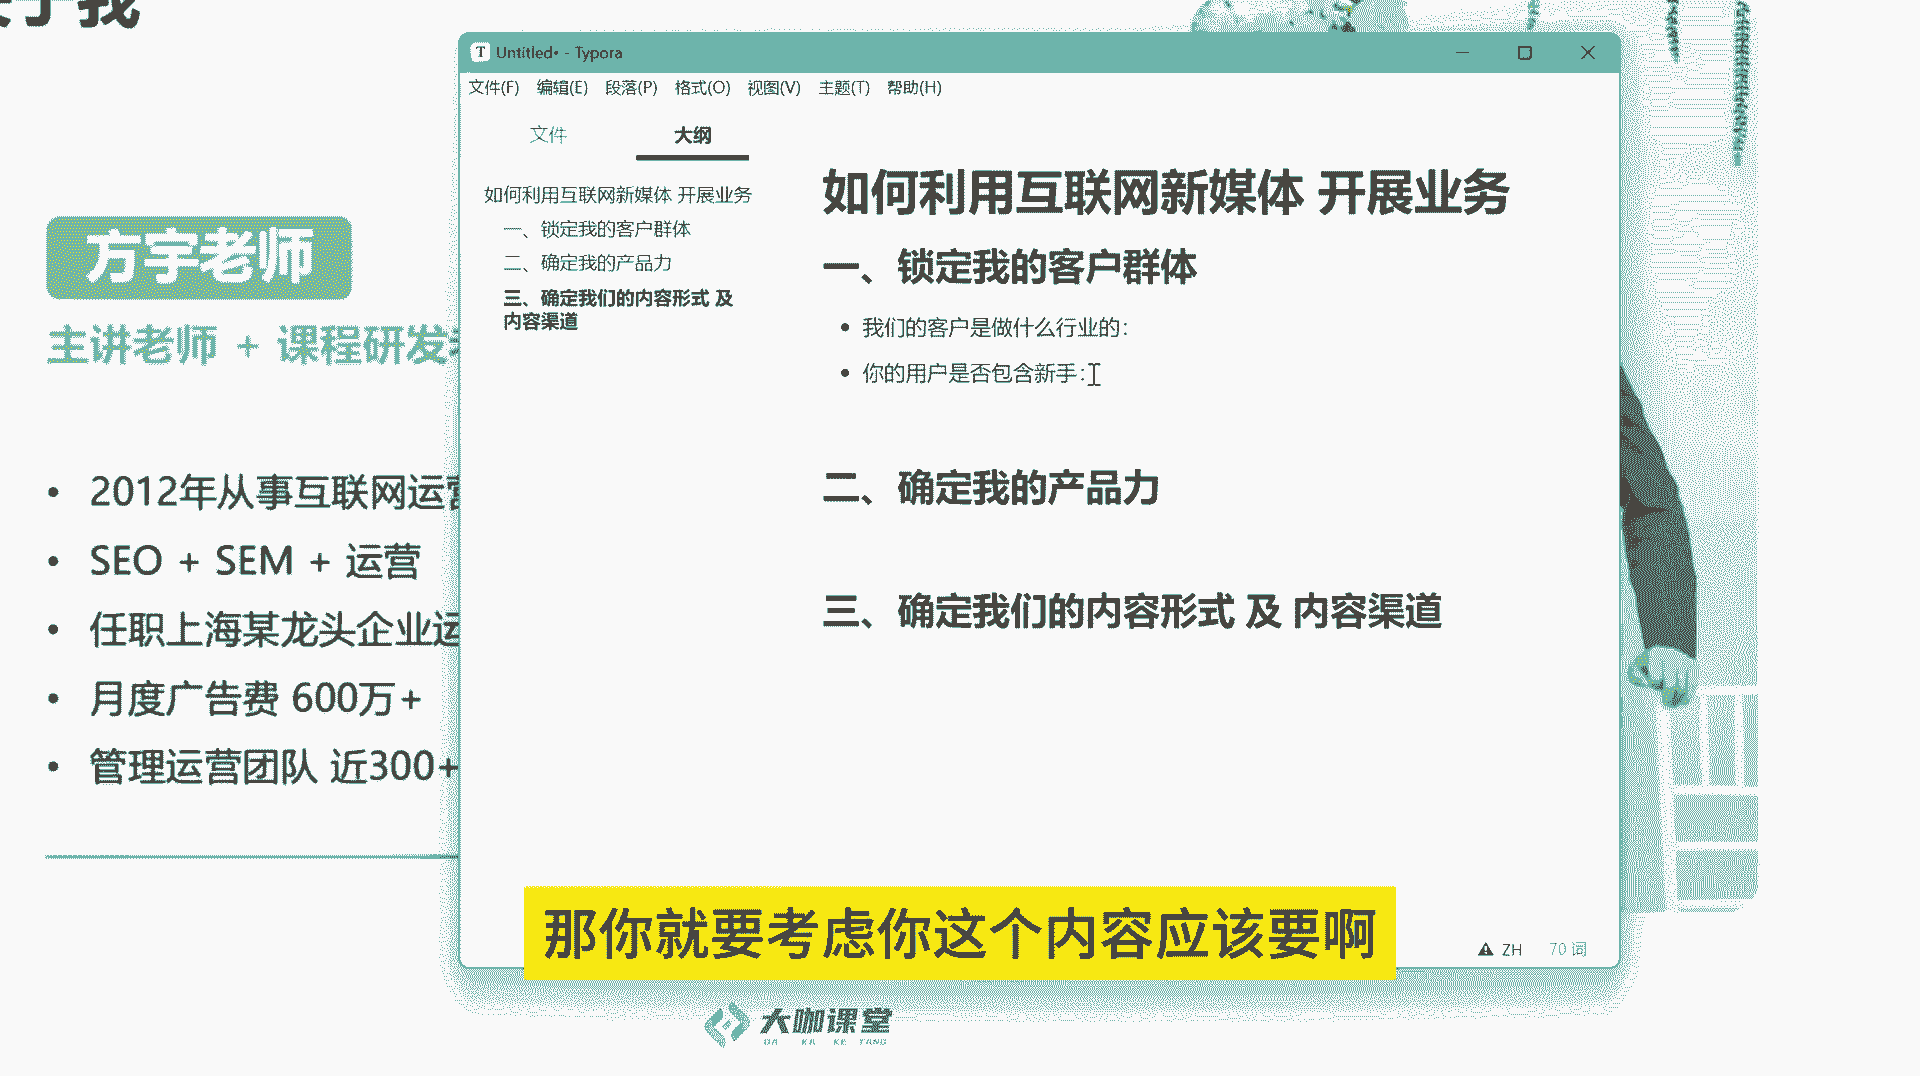 于我
方宇老师
主讲老师 + 课程研发
2012年从事互联网运营
SEO + SEM + 运营
任职上海某龙头企业运
月度广告费 600万+
管理运营团队 近300+
Untitled• - Typora
文件(F) 编辑(E) 段落(P) 格式(O) 视图(V) 主题(T) 帮助(H)
文件 大纲
如何利用互联网新媒体 开展业务
一、锁定我的客户群体
二、确定我的产品力
三、确定我们的内容形式 及
内容渠道
如何利用互联网新媒体 开展业务
一、锁定我的客户群体
我们的客户是做什么行业的：
你的用户是否包含新手：
二、确定我的产品力
三、确定我们的内容形式 及 内容渠道
那你就要考虑你这个内容应该要啊
ZH 70 词
大咖课堂
DA KA KE TANG